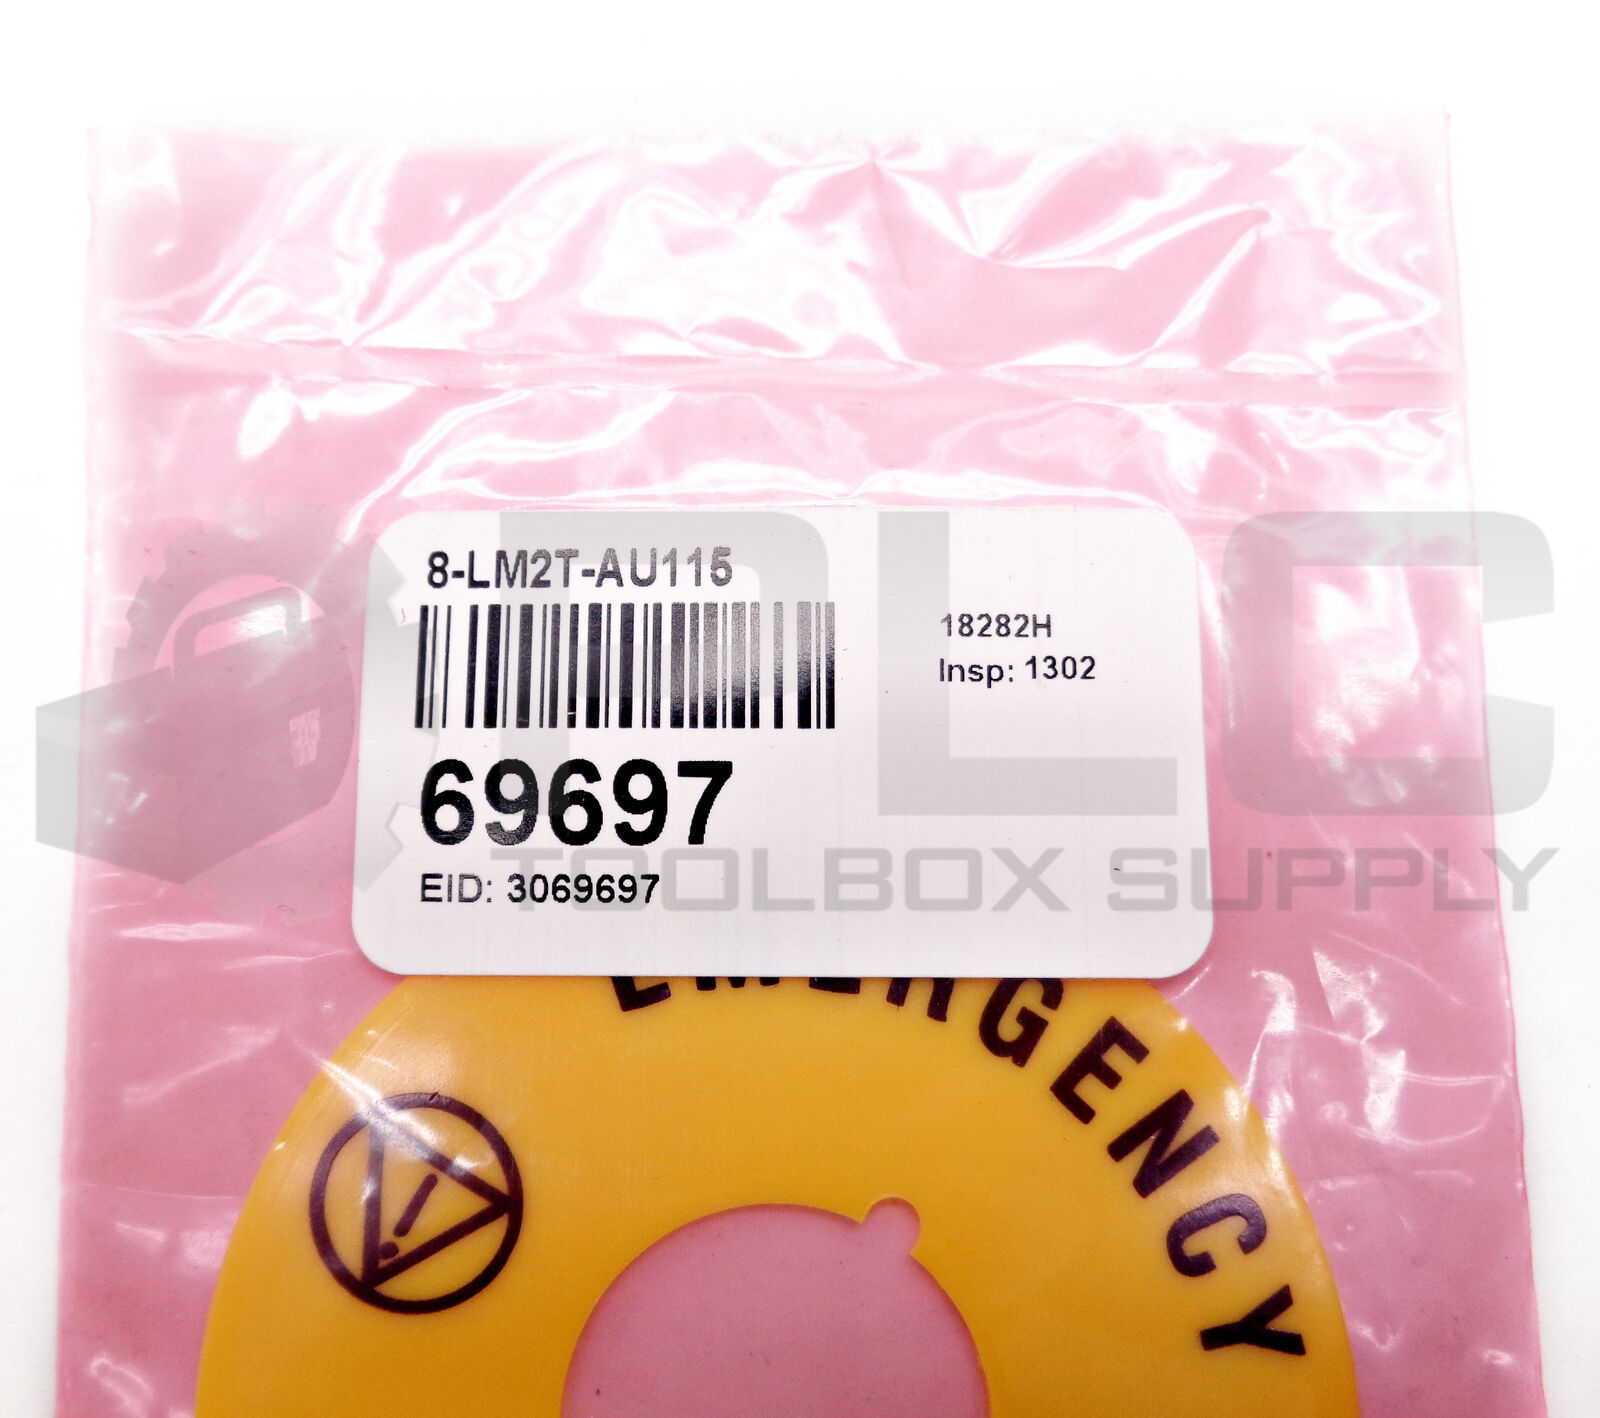 8-LM2T-AU115
18282H
Insp: 1302
69697
EID: 3069697
PLC
TOOLBOX SUPPLY
EMERGENCY